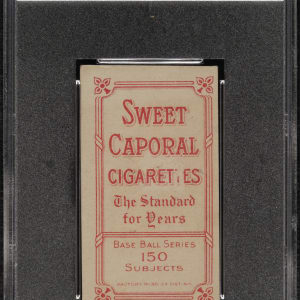 SWEET
CAPORAL
CIGARETTES
The Standard
for Years
BASE BALL SERIES
150
SUBJECTS